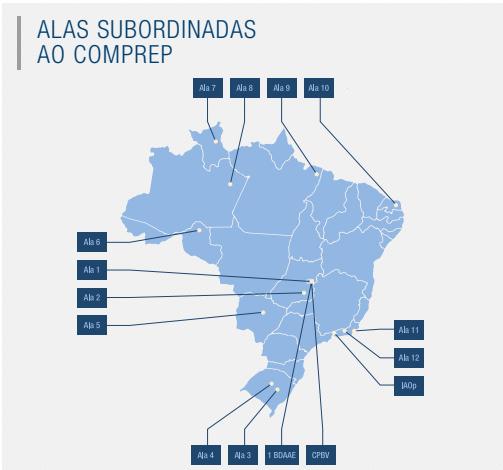 ALAS SUBORDINADAS
AO COMPREP
Ala 7
Ala 8
Ala 9
Ala 10
Ala 6
Ala 1
Ala 2
Ala 5
Ala 11
Ala 12
IAOp
Ala 4
Ala 3
1 BDAAE
CPBV